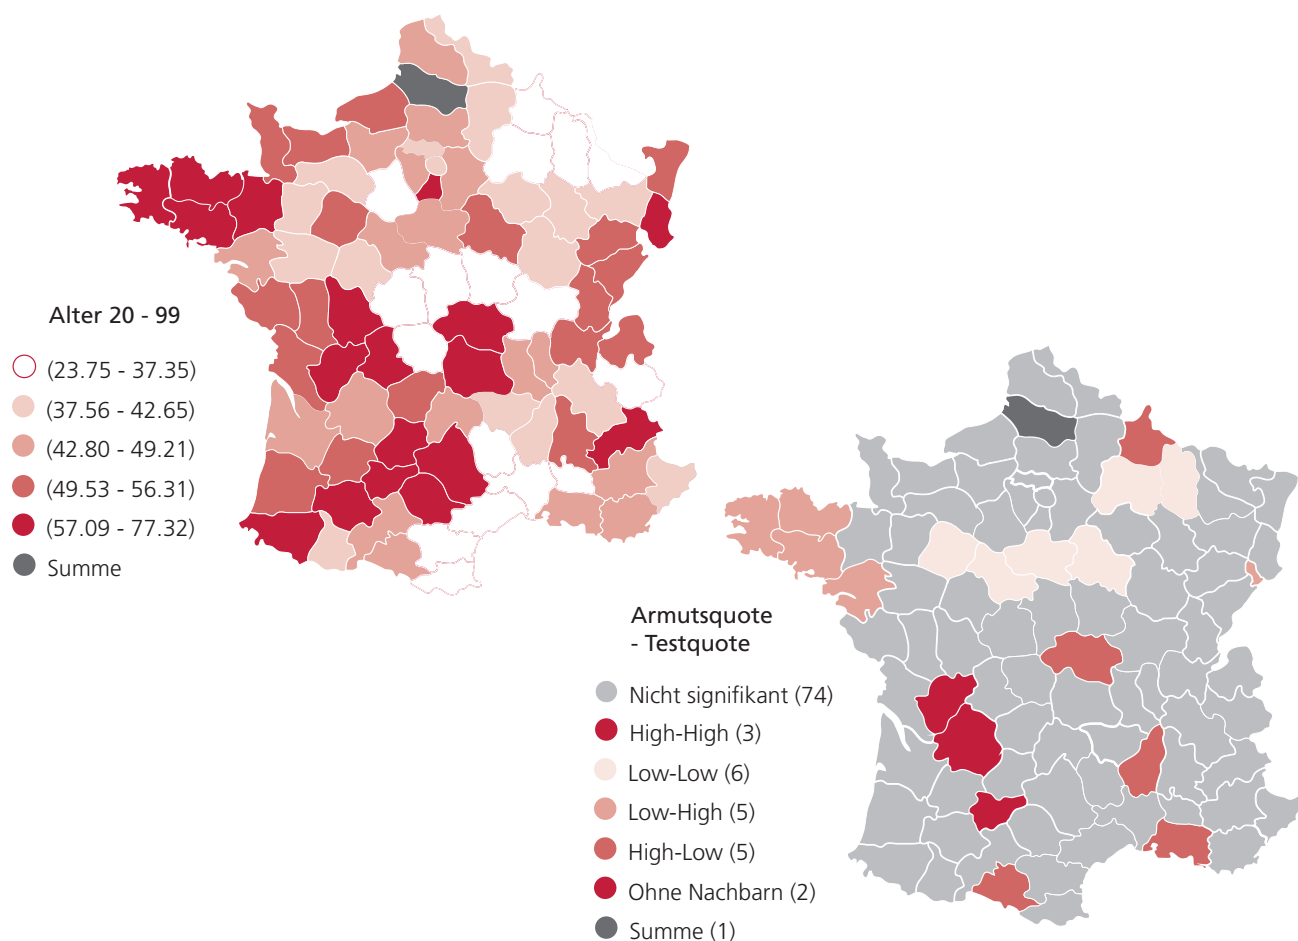 Alter 20 - 99
(23.75 - 37.35)
(37.56 - 42.65)
(42.80 - 49.21)
(49.53 - 56.31)
(57.09 - 77.32)
Summe
Armutsquote
- Testquote
Nicht signifikant (74)
High-High (3)
Low-Low (6)
Low-High (5)
High-Low (5)
Ohne Nachbarn (2)
Summe (1)